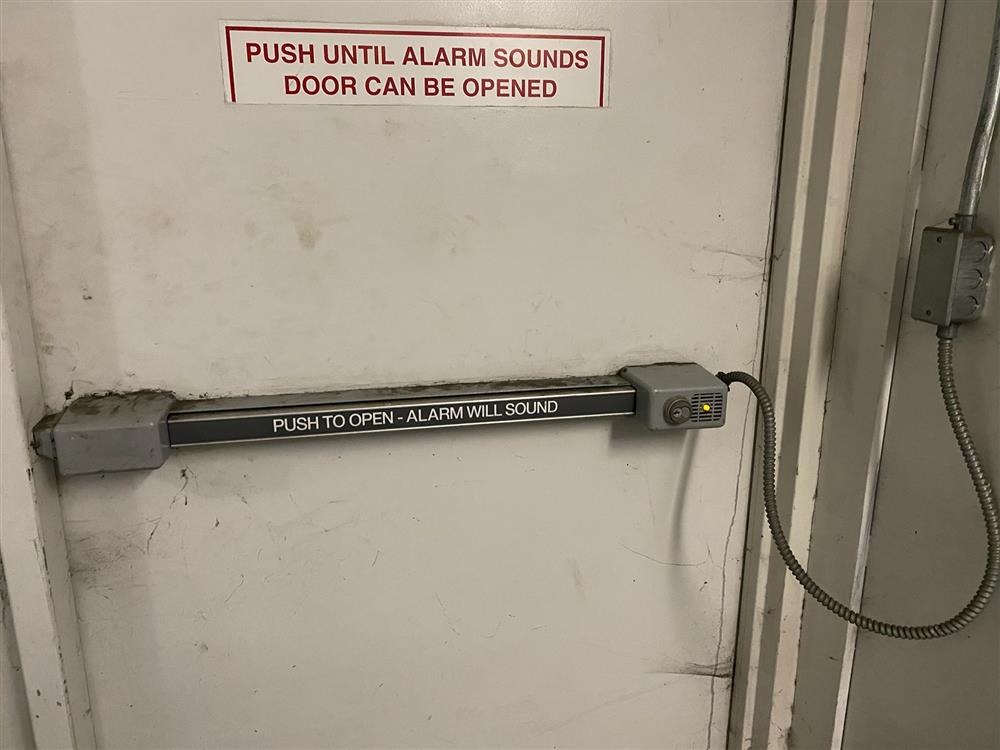 PUSH UNTIL ALARM SOUNDS
DOOR CAN BE OPENED
PUSH TO OPEN - ALARM WILL SOUND